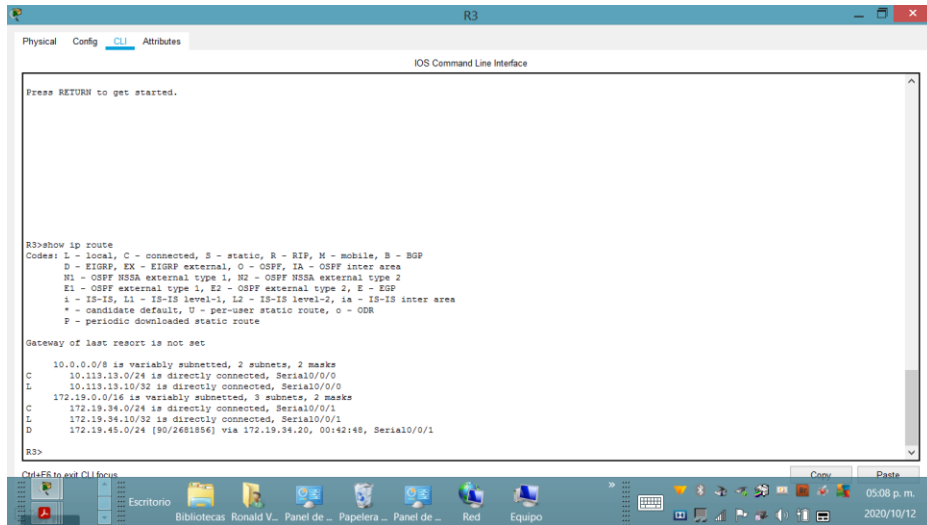 R3
Physical Config CLI Attributes
IOS Command Line Interface
Press RETURN to get started.
R3>show ip route
Codes: L - local, C - connected, S - static, R - RIP, M - mobile, B - BGP
D - EIGRP, EX - EIGRP external, O - OSPF, IA - OSPF inter area
N1 - OSPF NSSA external type 1, N2 - OSPF NSSA external type 2
E1 - OSPF external type 1, E2 - OSPF external type 2, E - EGP
i - IS-IS, L1 - IS-IS level-1, L2 - IS-IS level-2, ia - IS-IS inter area
* - candidate default, U - per-user static route, o - ODR
P - periodic downloaded static route
Gateway of last resort is not set
10.0.0.0/8 is variably subnetted, 2 subnets, 2 masks
C 10.113.13.0/24 is directly connected, Serial0/0/0
L 10.113.13.10/32 is directly connected, Serial0/0/0
172.19.0.0/16 is variably subnetted, 3 subnets, 2 masks
C 172.19.34.0/24 is directly connected, Serial0/0/1
L 172.19.34.10/32 is directly connected, Serial0/0/1
D 172.19.45.0/24 [90/2681856] via 172.19.34.20, 00:42:48, Serial0/0/1
R3>
Ctrl+F6 to exit CLI focus
Copy Paste
Escritorio
Bibliotecas Ronald V... Panel de ... Papelera ... Panel de ... Red Equipo
»
05:08 p. m.
2020/10/12